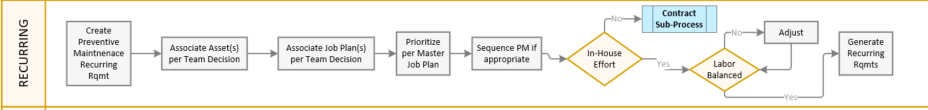 RECURRING
Create
Preventive
Maintnenace
Recurring
Rqmt
Associate Asset(s)
per Team Decision
Associate Job Plan(s)
per Team Decision
Prioritize
per Master
Job Plan
Sequence PM if
appropriate
In-House
Effort
No
Contract
Sub-Process
Yes
Labor
Balanced
No
Adjust
Yes
Generate
Recurring
Rqmts